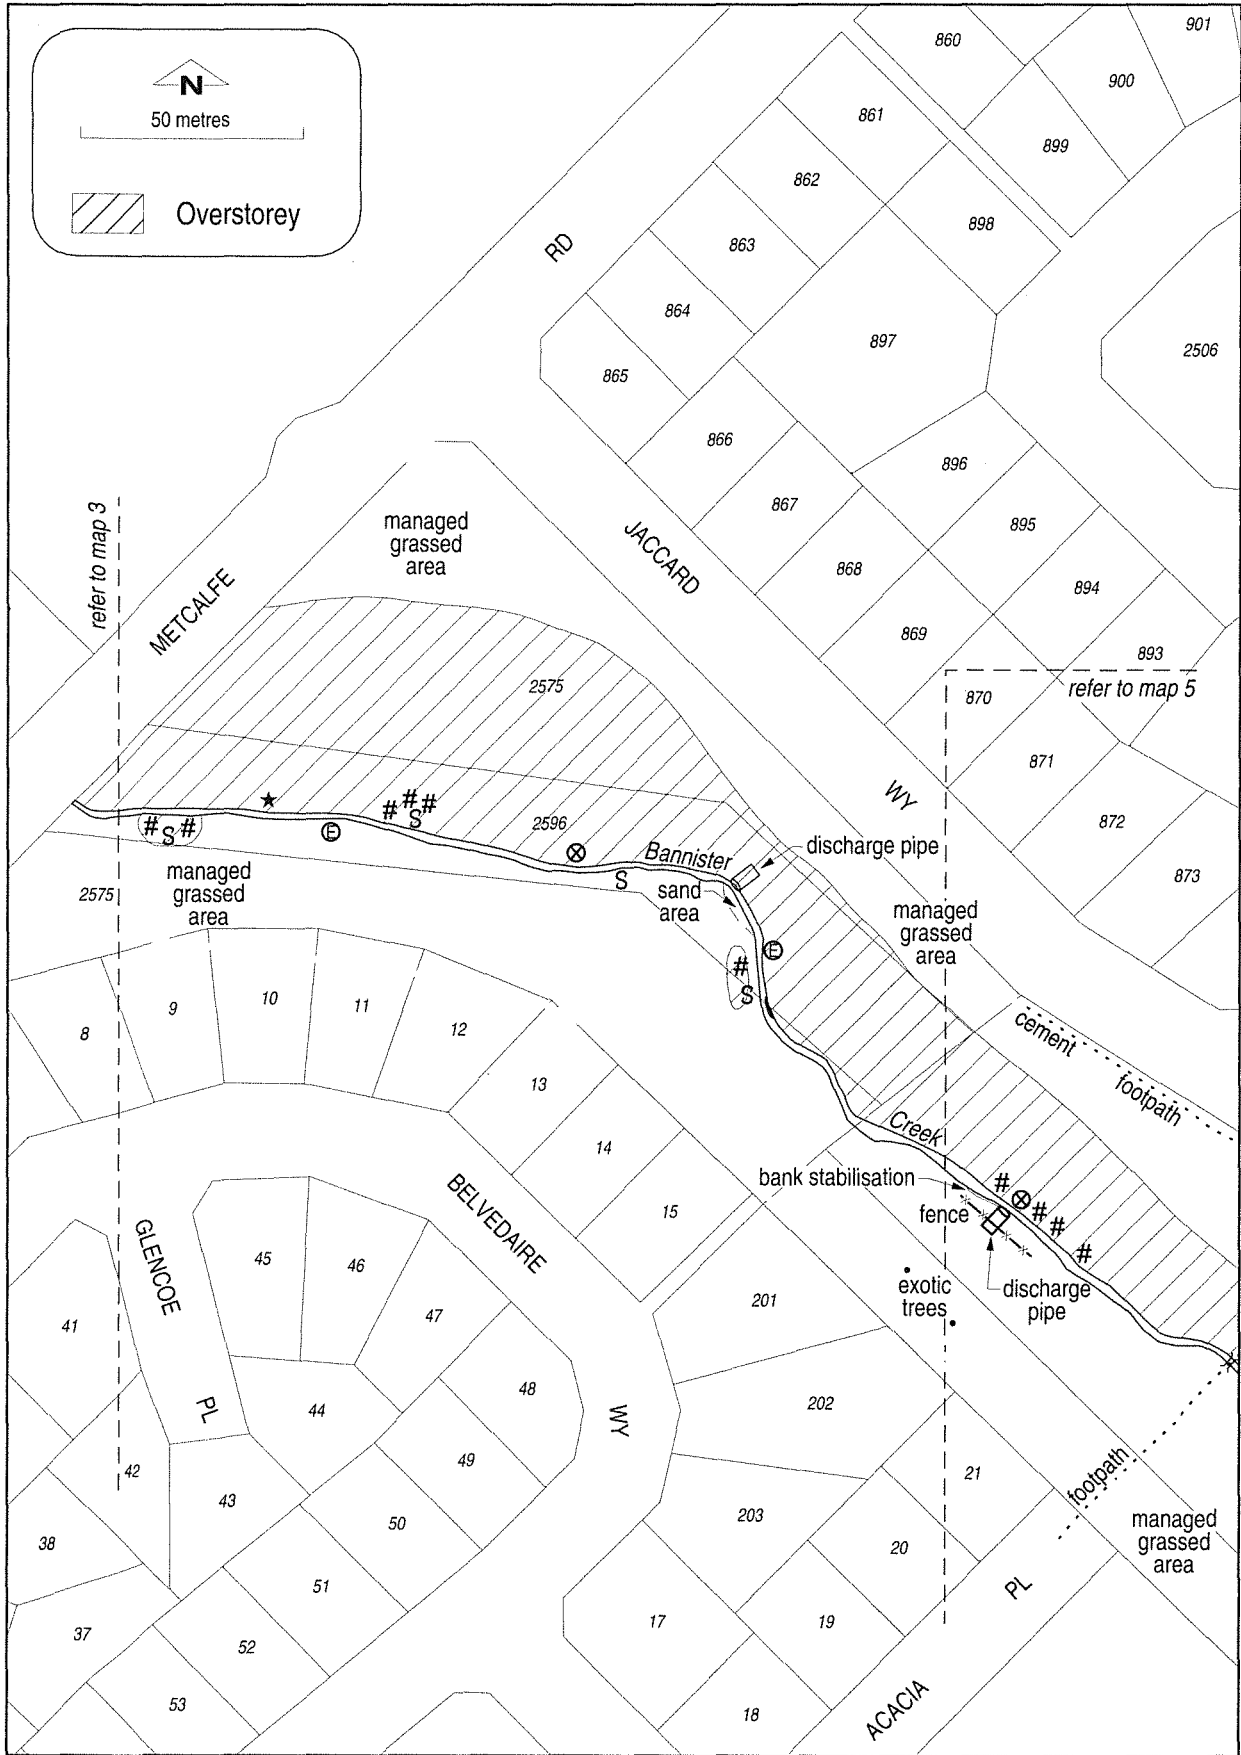 N
50 metres
Overstorey
901
860
900
861
899
862
898
863
RD
864
897
2506
865
866
896
867
895
refer to map 3
managed
grassed
area
JACCARD
868
894
METCALFE
869
893
2575
870
refer to map 5
871
WY
872
# #
#
S
2596
# S #
E
Bannister
discharge pipe
873
2575
managed
grassed
area
S
sand
area
managed
grassed
area
E
#
S
8
9
10
11
12
13
cement
footpath
14
15
Creek
bank stabilisation
fence
#
#
#
#
BELVEDAIRE
GLENCOE
45
46
47
41
201
exotic
trees
discharge
pipe
48
44
PL
202
WY
49
42
43
21
footpath
50
203
managed
grassed
area
38
20
51
PL
17
19
37
52
53
18
ACACIA